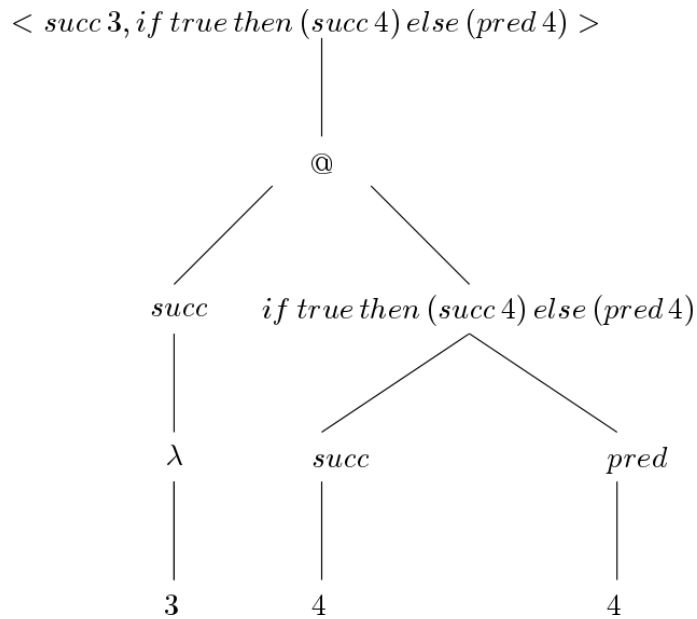 < succ 3, if true then (succ 4) else (pred 4) >
@
succ if true then (succ 4) else (pred 4)
λ succ pred
3 4 4